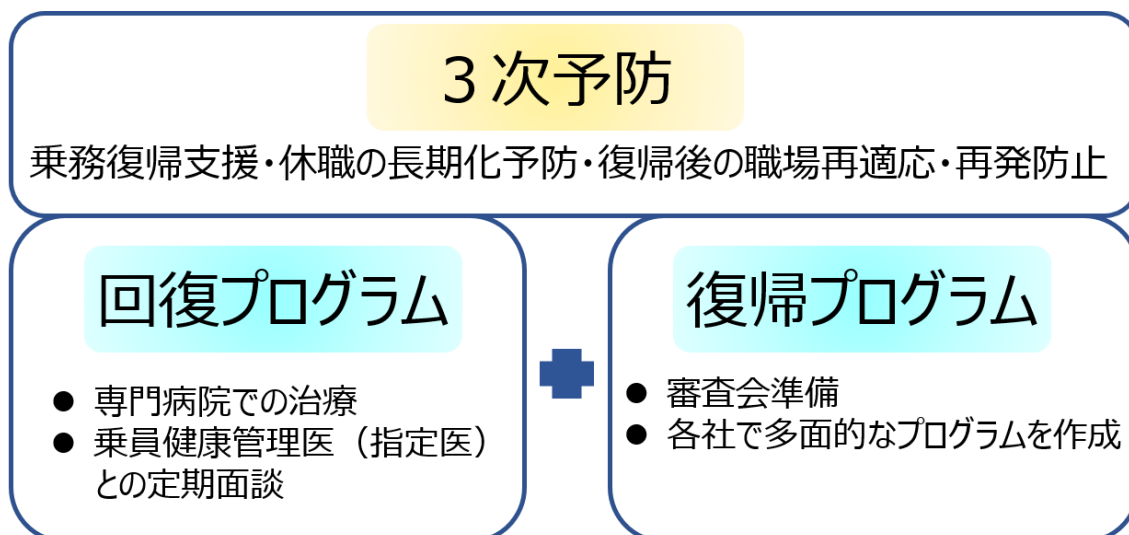 ３次予防
乗務復帰支援･休職の長期化予防･復帰後の職場再適応･再発防止
回復プログラム
● 専門病院での治療
● 乗員健康管理医（指定医）
との定期面談
復帰プログラム
● 審査会準備
● 各社で多面的なプログラムを作成